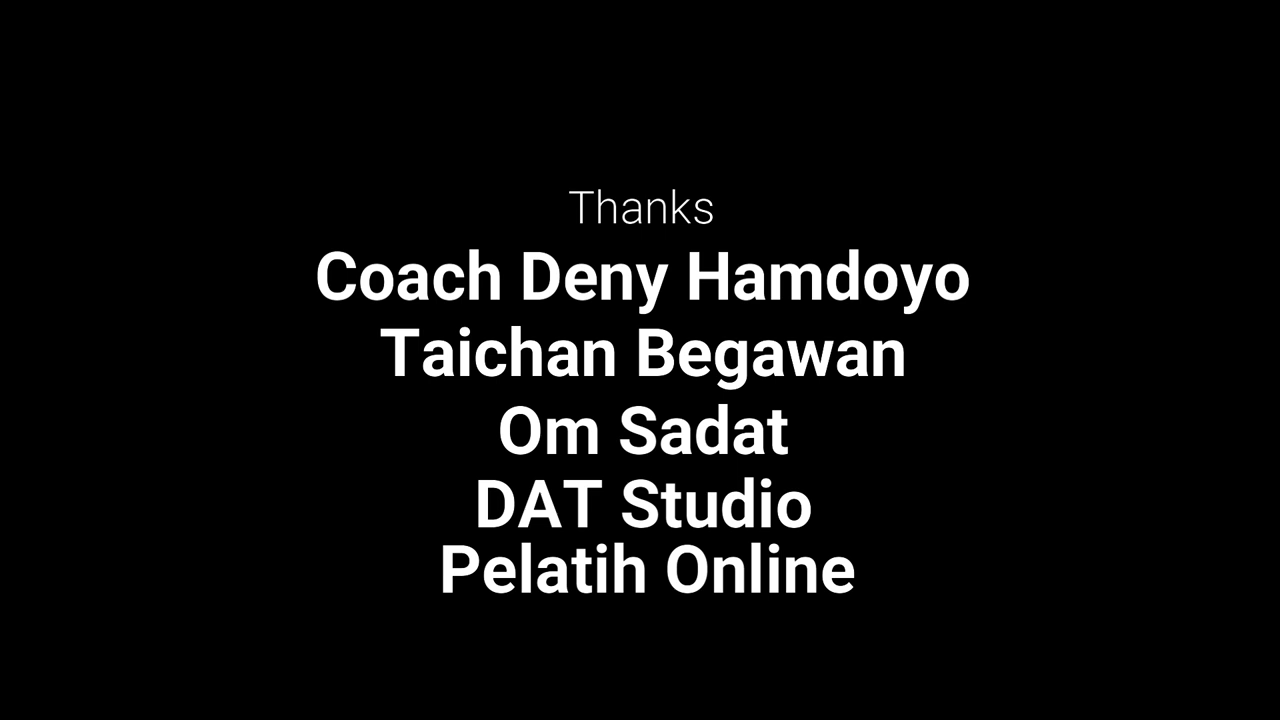 Thanks
Coach Deny Hamdoyo
Taichan Begawan
Om Sadat
DAT Studio
Pelatih Online